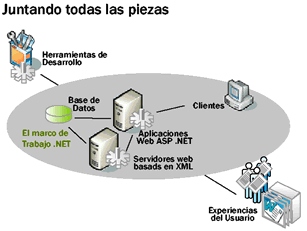 Juntando todas las piezas
Herramientas de
Desarrollo
Base de
Datos
Clientes
El marco de
Trabajo .NET
Aplicaciones
Web ASP .NET
Servidores web
basads en XML
Experiencias
del Usuario